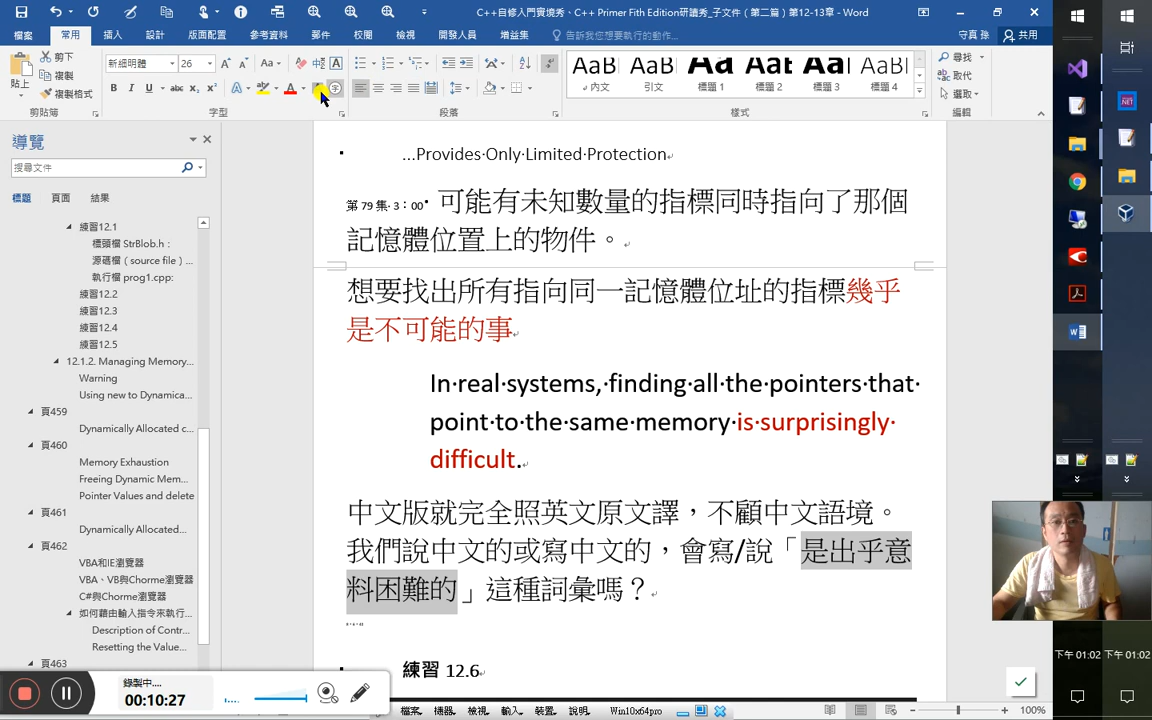 C++自修入門實境秀、C++ Primer Fith Edition研讀秀_子文件（第二篇）第12-13章 - Word
檔案 常用 插入 設計 版面配置 參考資料 郵件 校閱 檢視 開發人員 增益集 告訴我您想要執行的動作... 守真 孫 共用
貼上 剪下 複製 複製格式 剪貼簿
新細明體 26 字型
段落
AaB 內文 AaB 引文 Aa 標題 1 AaB 標題 2 AaB 標題 3 AaB 標題 4 樣式
尋找 取代 選取 編輯
導覽
搜尋文件
標題 頁面 結果
練習12.1
標頭檔 StrBlob.h：
源碼檔（source file）...
執行檔 prog1.cpp:
練習12.2
練習12.3
練習12.4
練習12.5
12.1.2. Managing Memory...
Warning
Using new to Dynamica...
頁459
Dynamically Allocated c...
頁460
Memory Exhaustion
Freeing Dynamic Mem...
Pointer Values and delete
頁461
Dynamically Allocated...
頁462
VBA和IE瀏覽器
VBA、VB與Chorme瀏覽器
C#與Chorme瀏覽器
如何藉由輸入指令來執行...
Description of Contr...
Resetting the Value...
頁463
...Provides Only Limited Protection
第 79 集 3：00 可能有未知數量的指標同時指向了那個
記憶體位置上的物件。
想要找出所有指向同一記憶體位址的指標幾乎
是不可能的事
In real systems, finding all the pointers that
point to the same memory is surprisingly
difficult.
中文版就完全照英文原文譯，不顧中文語境。
我們說中文的或寫中文的，會寫/說「是出乎意
料困難的」這種詞彙嗎？
練習 12.6
錄製中....
00:10:27
檔案 機器 檢視 輸入 裝置 說明 Win10x64pro
100%
下午 01:02 下午 01:02